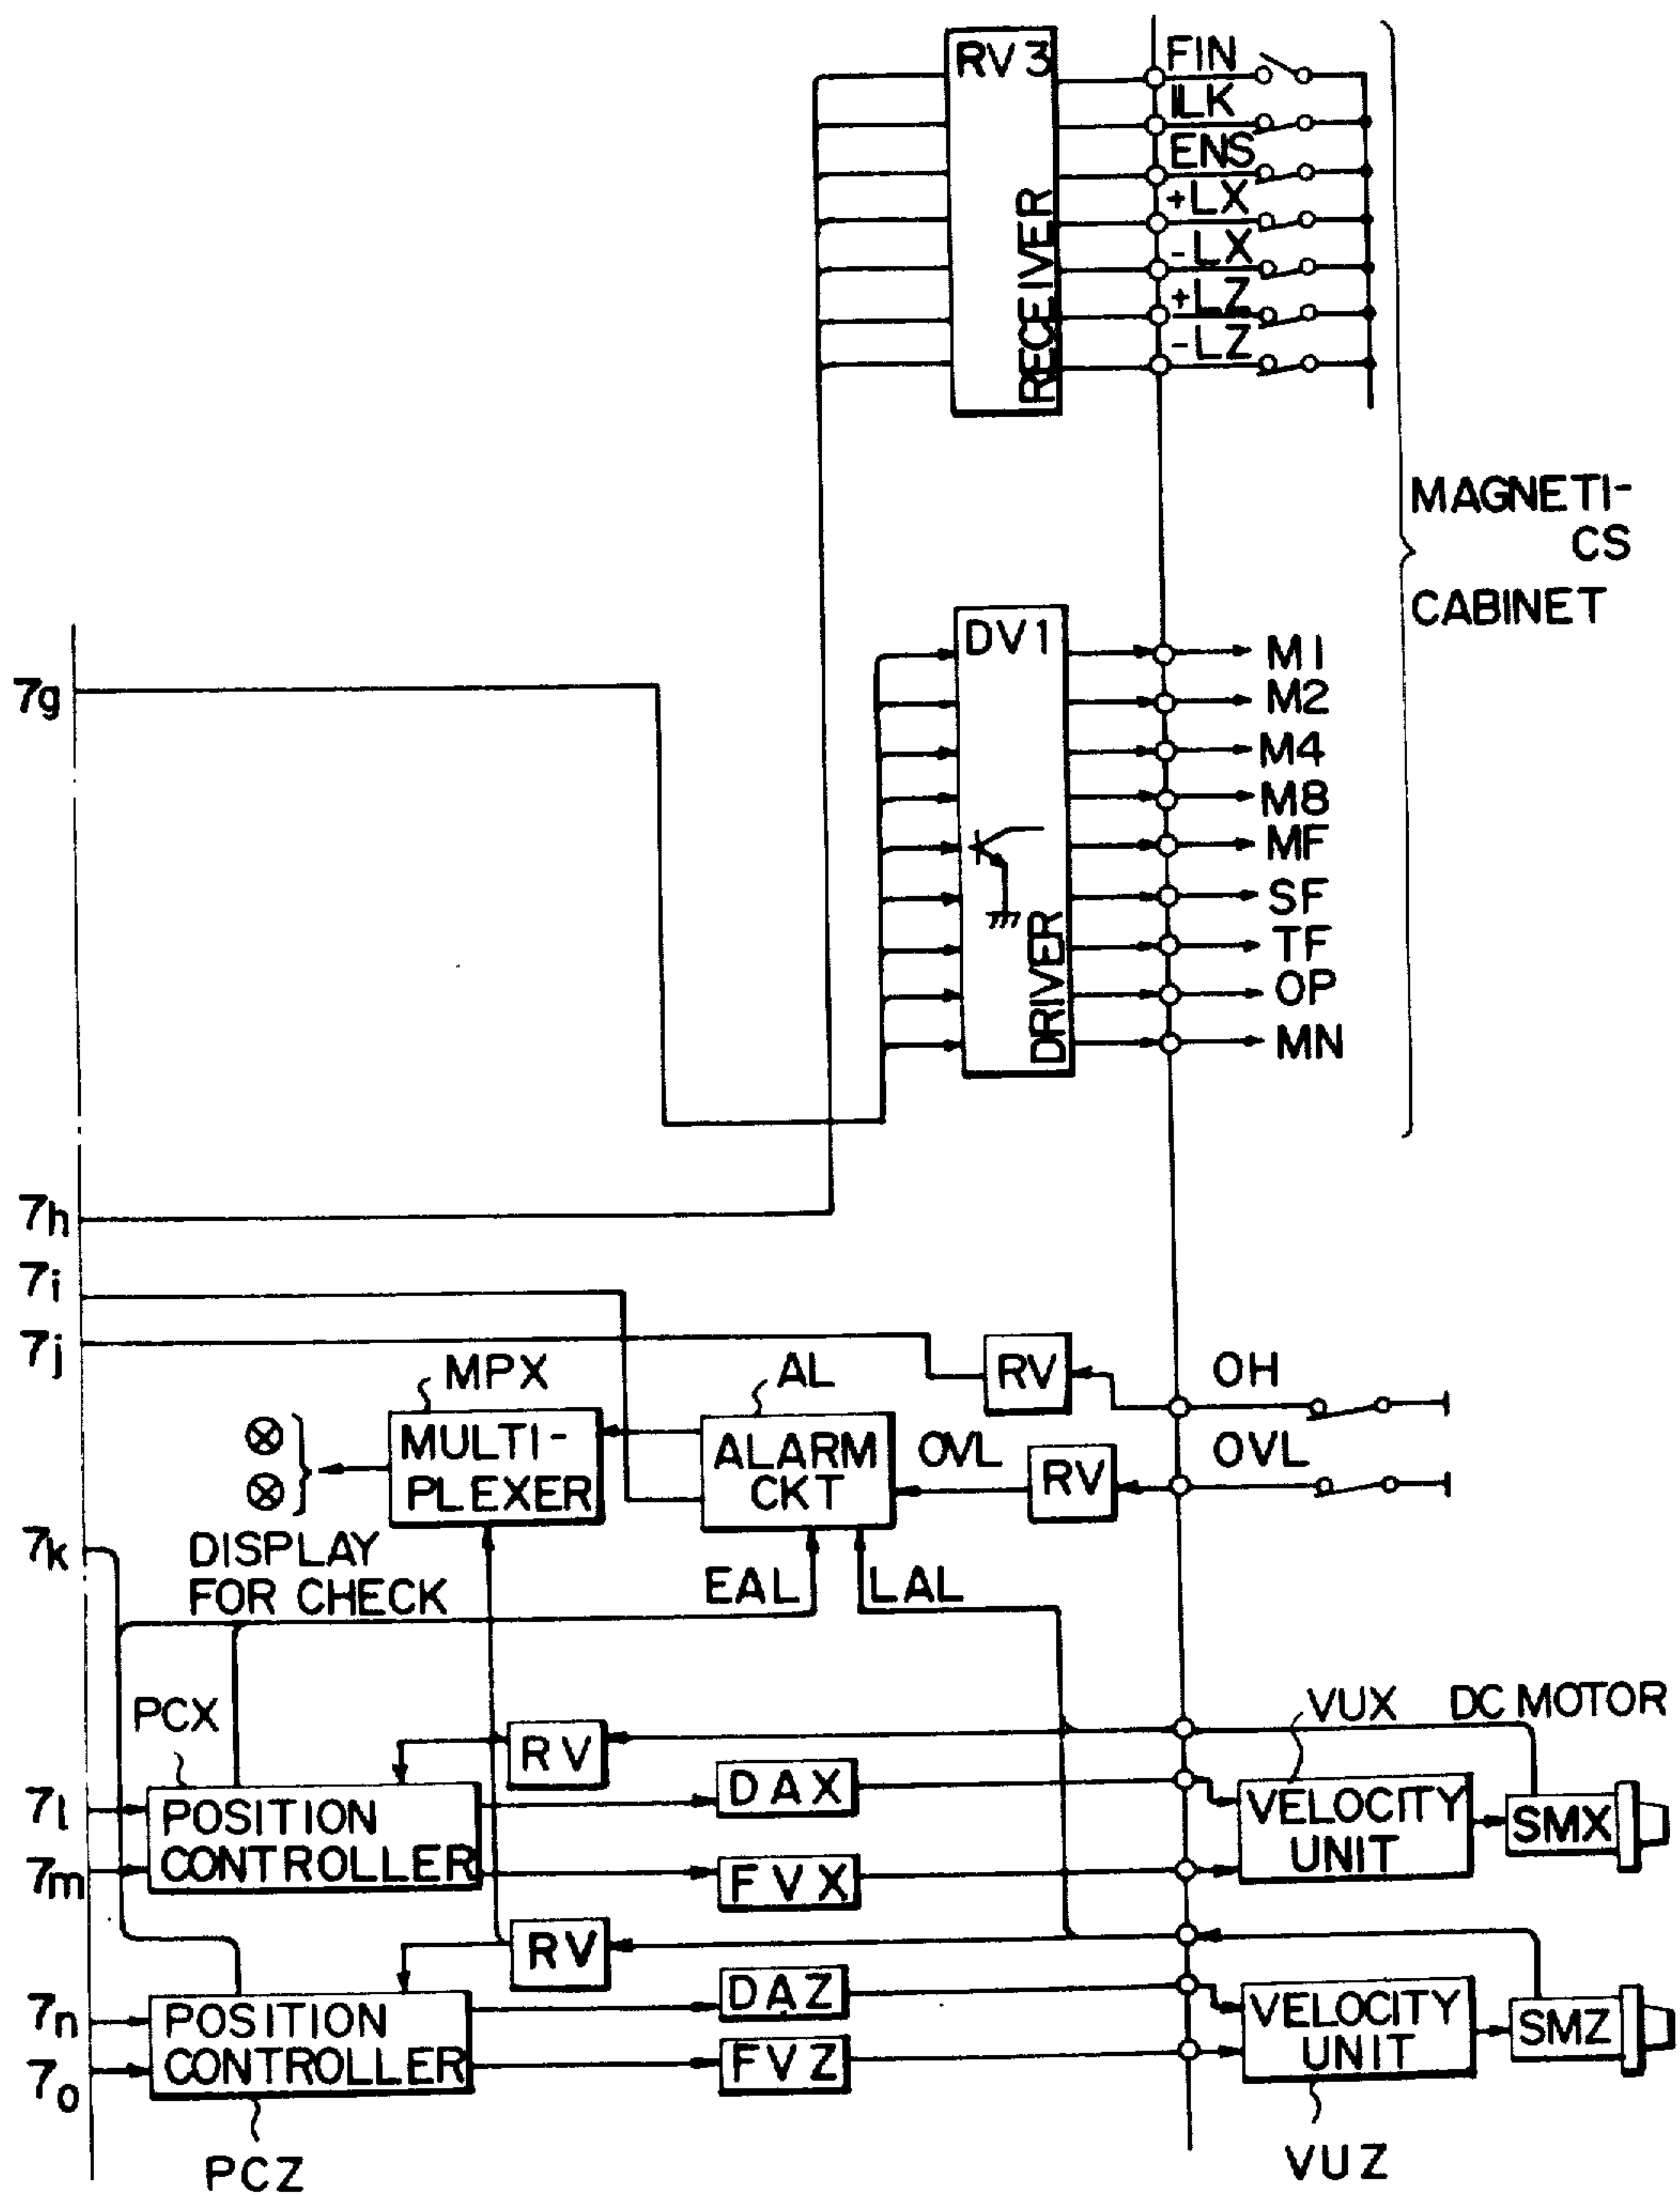 RV3
RECEIVER
FIN
ILK
ENS
+LX
-LX
+LZ
-LZ
MAGNETI-
CS
CABINET
7g
DV1
DRIVER
M1
M2
M4
M8
MF
SF
TF
OP
MN
7h
7i
7j
MPX
AL
RV
OH
MULTI-
PLEXER
ALARM
CKT
OVL
RV
OVL
7k
DISPLAY
FOR CHECK
EAL
LAL
PCX
RV
VUX
DC MOTOR
7l
POSITION
CONTROLLER
DAX
VELOCITY
UNIT
SMX
7m
FVX
RV
7n
POSITION
CONTROLLER
DAZ
VELOCITY
UNIT
SMZ
7o
FVZ
PCZ
VUZ